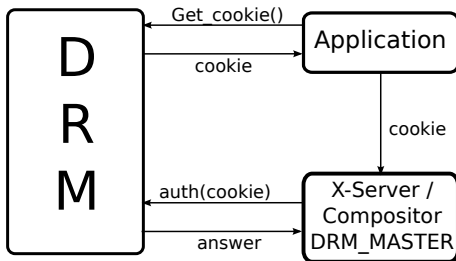 Get_cookie()
D
R
M
Application
cookie
cookie
auth(cookie)
X-Server /
Compositor
DRM_MASTER
answer